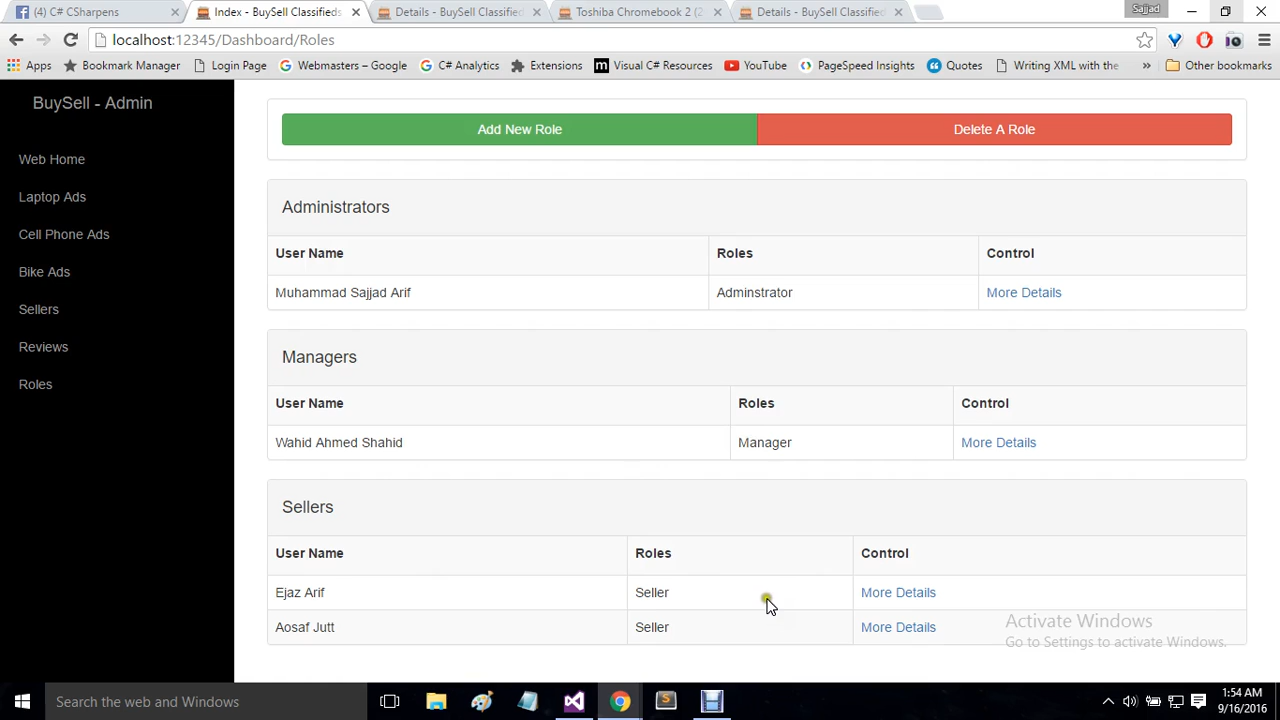 (4) C# CSharpens
Index - BuySell Classifieds
Details - BuySell Classified
Toshiba Chromebook 2 (2
Details - BuySell Classified
Sajjad
localhost:12345/Dashboard/Roles
Apps
Bookmark Manager
Login Page
Webmasters – Google
C# Analytics
Extensions
Visual C# Resources
YouTube
PageSpeed Insights
Quotes
Writing XML with the
»
Other bookmarks
BuySell - Admin
Web Home
Laptop Ads
Cell Phone Ads
Bike Ads
Sellers
Reviews
Roles
Add New Role
Delete A Role
Administrators
User Name Roles Control
Muhammad Sajjad Arif Adminstrator More Details
Managers
User Name Roles Control
Wahid Ahmed Shahid Manager More Details
Sellers
User Name Roles Control
Ejaz Arif Seller More Details
Aosaf Jutt Seller More Details
Activate Windows
Go to Settings to activate Windows.
Search the web and Windows
1:54 AM
9/16/2016